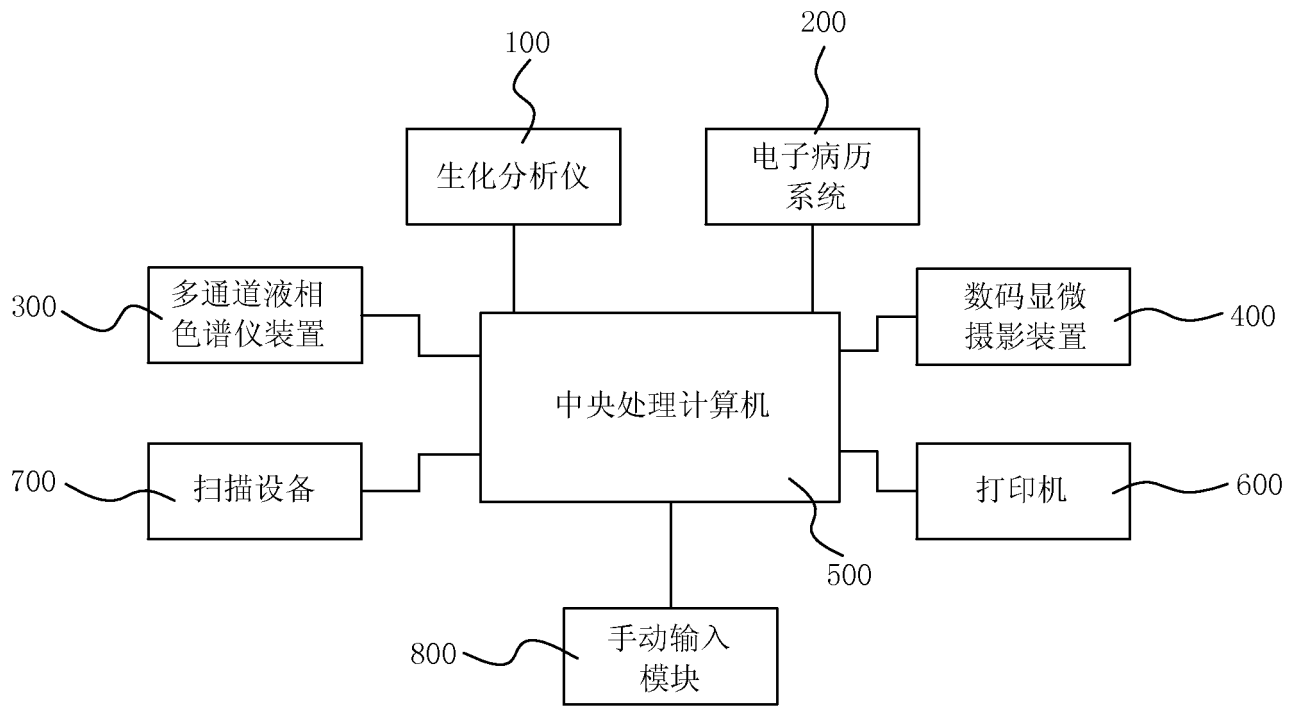 100
200
生化分析仪
电子病历
系统
300
多通道液相
色谱仪装置
数码显微
摄影装置
400
中央处理计算机
700
扫描设备
打印机
600
500
800
手动输入
模块